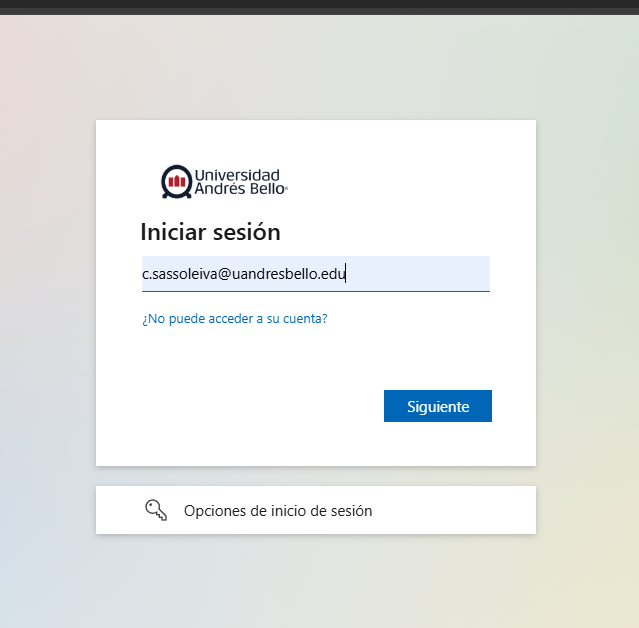 Universidad
Andrés Bello®
Iniciar sesión
c.sassoleiva@uandresbello.edu
¿No puede acceder a su cuenta?
Siguiente
Opciones de inicio de sesión